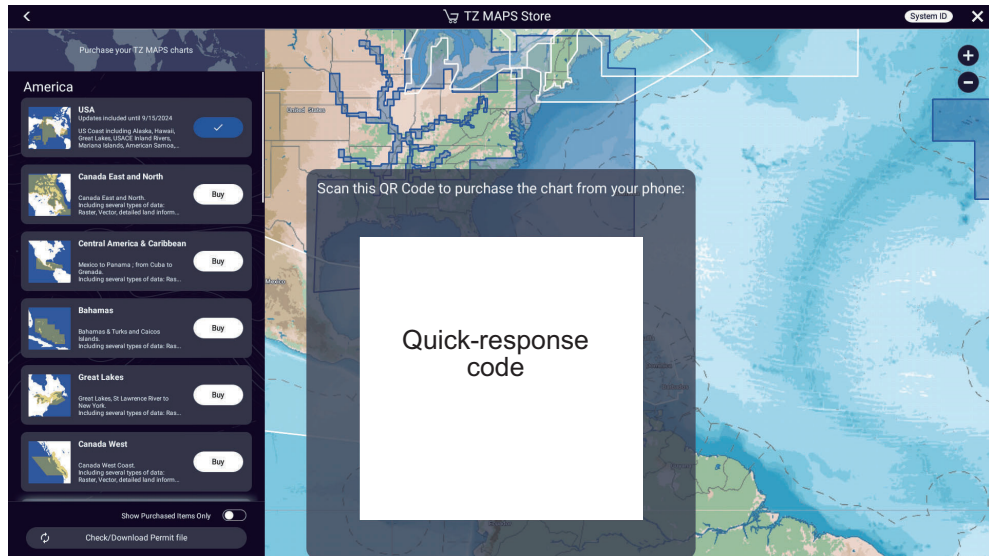 TZ MAPS Store
System ID
Purchase your TZ MAPS charts
America
USA
Updates included until 9/15/2024
US Coast including Alaska, Hawaii,
Great Lakes, USACE Inland Rivers,
Mariana Islands, American Samoa,...
Canada East and North
Canada East and North.
Including several types of data:
Raster, Vector, detailed land inform...
Buy
Central America & Caribbean
Mexico to Panama ; from Cuba to
Grenada.
Including several types of data: Ras...
Buy
Bahamas
Bahamas & Turks and Caicos
Islands.
Including several types of data: Ras...
Buy
Great Lakes
Great Lakes, St Lawrence River to
New York.
Including several types of data: Ras...
Buy
Canada West
Canada West Coast.
Including several types of data:
Raster, Vector, detailed land inform...
Buy
Show Purchased Items Only
Check/Download Permit file
United States
Mexico
Scan this QR Code to purchase the chart from your phone:
Quick-response
code